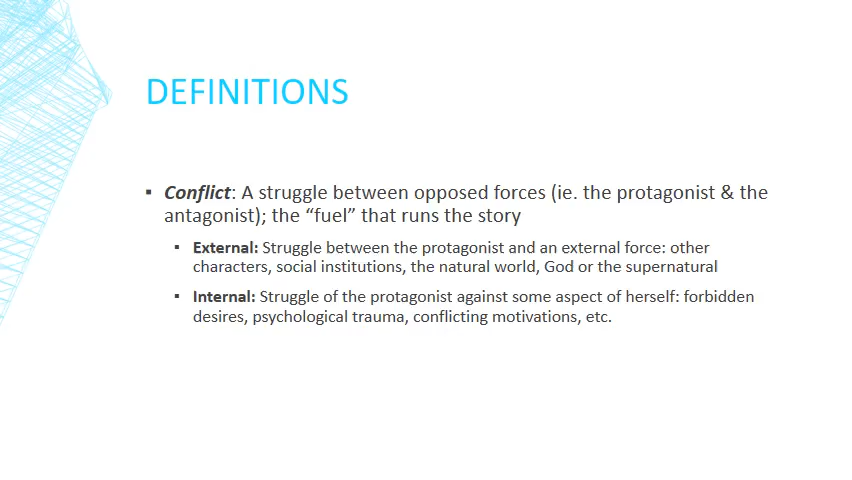 DEFINITIONS
▪ Conflict: A struggle between opposed forces (ie. the protagonist & the
antagonist); the “fuel” that runs the story
▪ External: Struggle between the protagonist and an external force: other
characters, social institutions, the natural world, God or the supernatural
▪ Internal: Struggle of the protagonist against some aspect of herself: forbidden
desires, psychological trauma, conflicting motivations, etc.